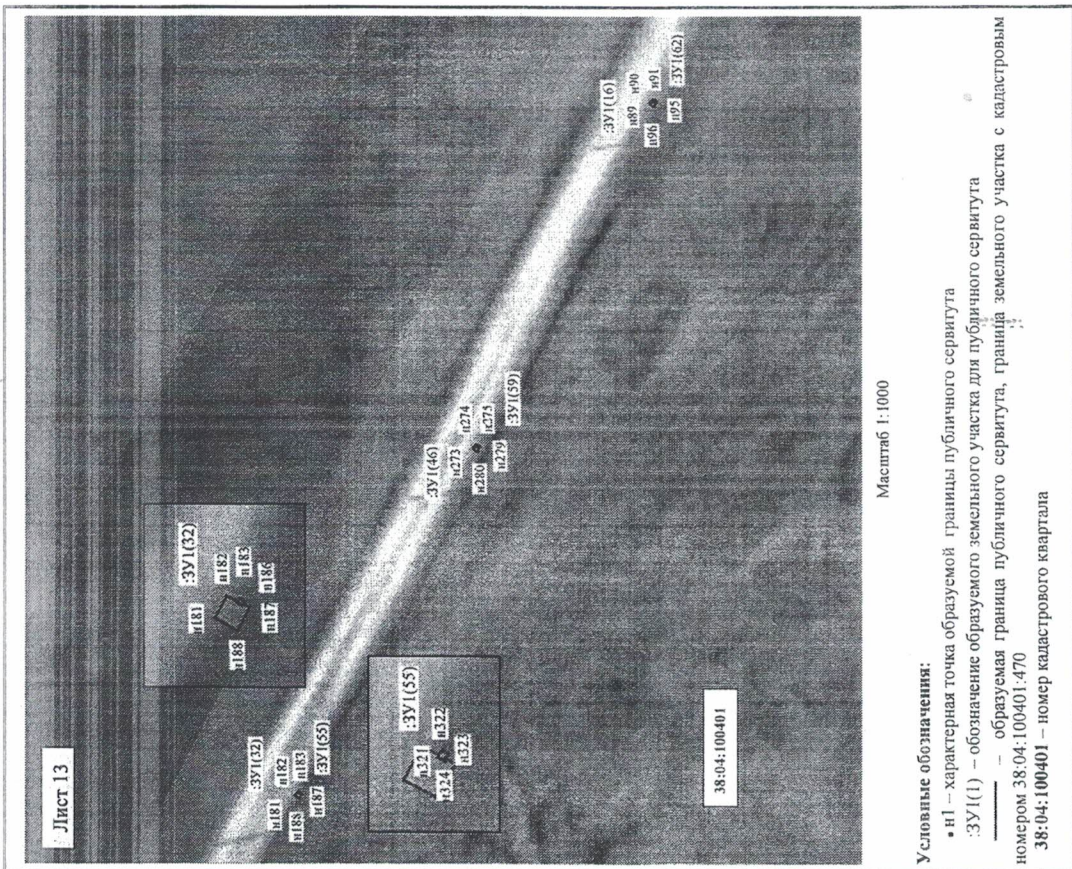 Лист 13
:ЗУ1(32)
н181
н182
н183
н188
н187
:ЗУ1(55)
н181
:ЗУ1(32)
н182
н183
н186
н188
н187
:ЗУ1(55)
н321
н322
н324
н323
38:04:100401
:ЗУ1(46)
н273
н274
н275
н280
н279
:ЗУ1(59)
:ЗУ1(16)
н89
н90
н91
н96
н95
:ЗУ1(62)
Масштаб 1:1000
Условные обозначения:
• н1 – характерная точка образуемой границы публичного сервитута
:ЗУ1(1) – обозначение образуемого земельного участка для публичного сервитута
– образуемая граница публичного сервитута, граница земельного участка с кадастровым
номером 38:04:100401:470
38:04:100401 – номер кадастрового квартала